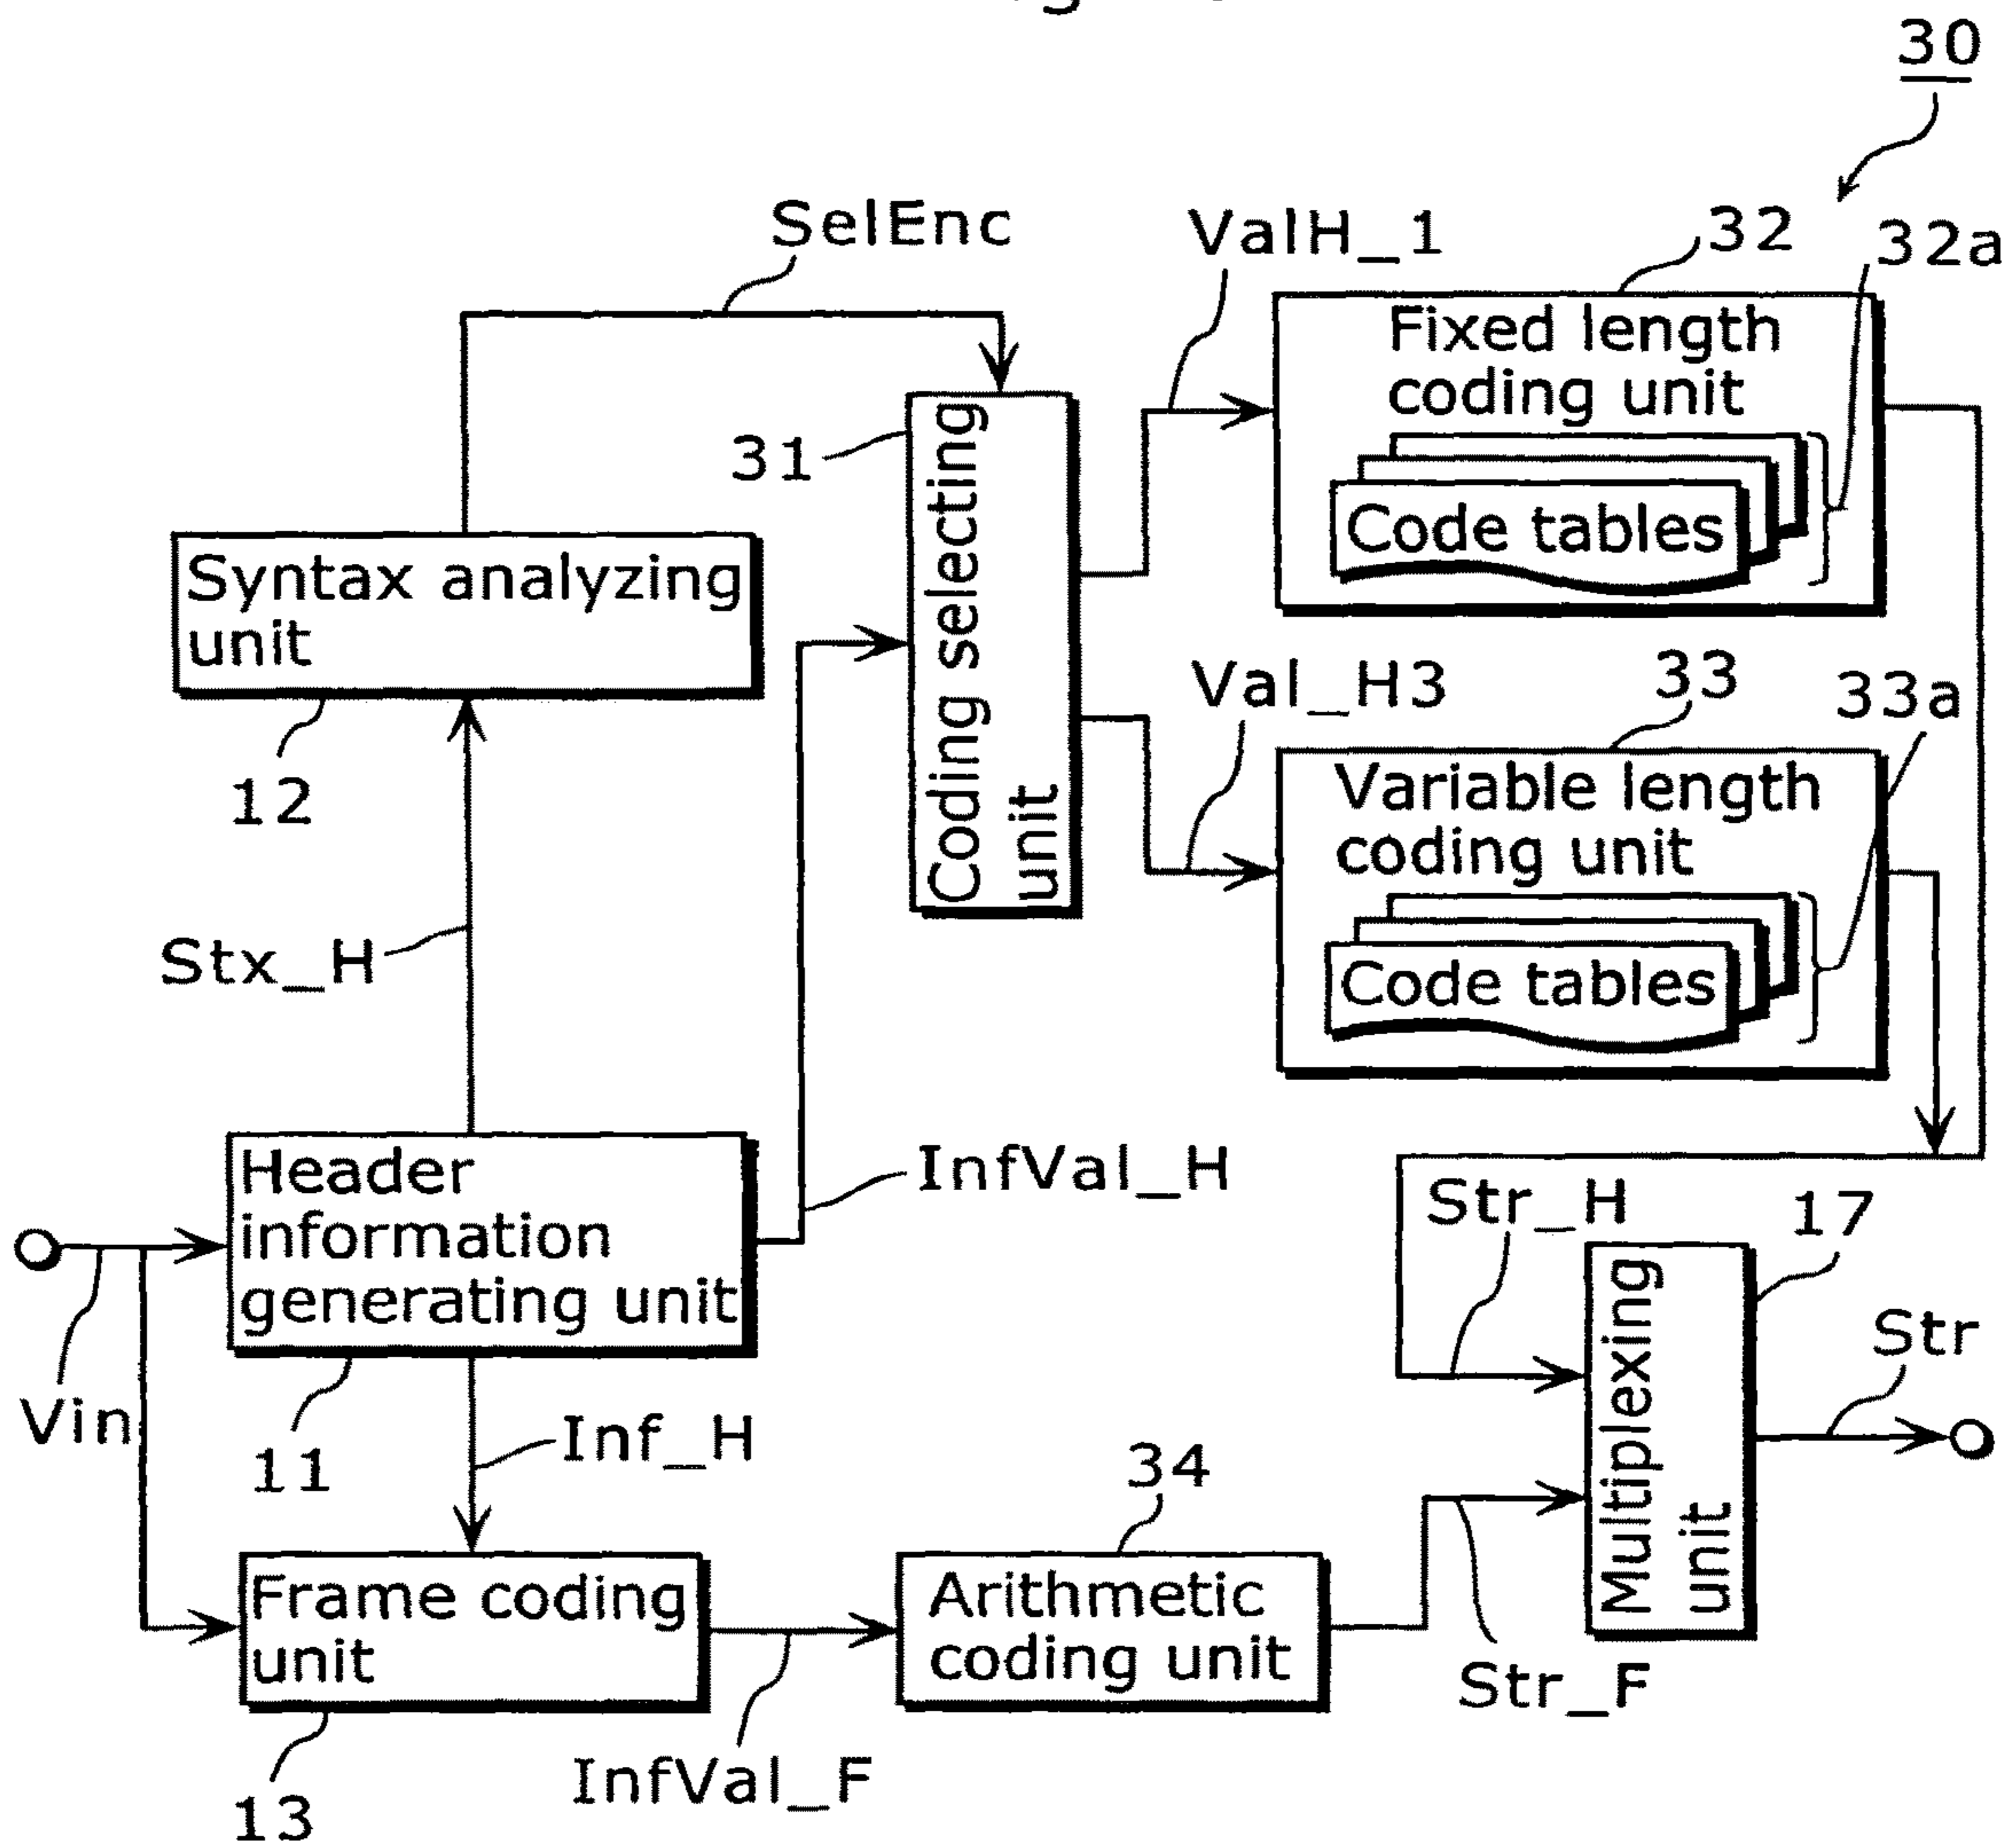 30
SelEnc
ValH_1
32
32a
Fixed length
coding unit
Code tables
31
Coding selecting
unit
Syntax analyzing
unit
12
Val_H3
33
33a
Variable length
coding unit
Code tables
Stx_H
Header
information
generating unit
InfVal_H
Str_H
17
Multiplexing
unit
Str
Vin
11
Inf_H
34
Frame coding
unit
Arithmetic
coding unit
Str_F
InfVal_F
13